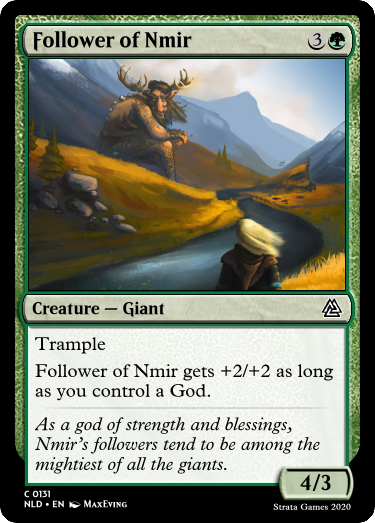 Follower of Nmir 3
Creature — Giant
Trample
Follower of Nmir gets +2/+2 as long
as you control a God.
As a god of strength and blessings,
Nmir's followers tend to be among the
mightiest of all the giants.
4/3
C 0131
NLD • EN MaxEving
Strata Games 2020